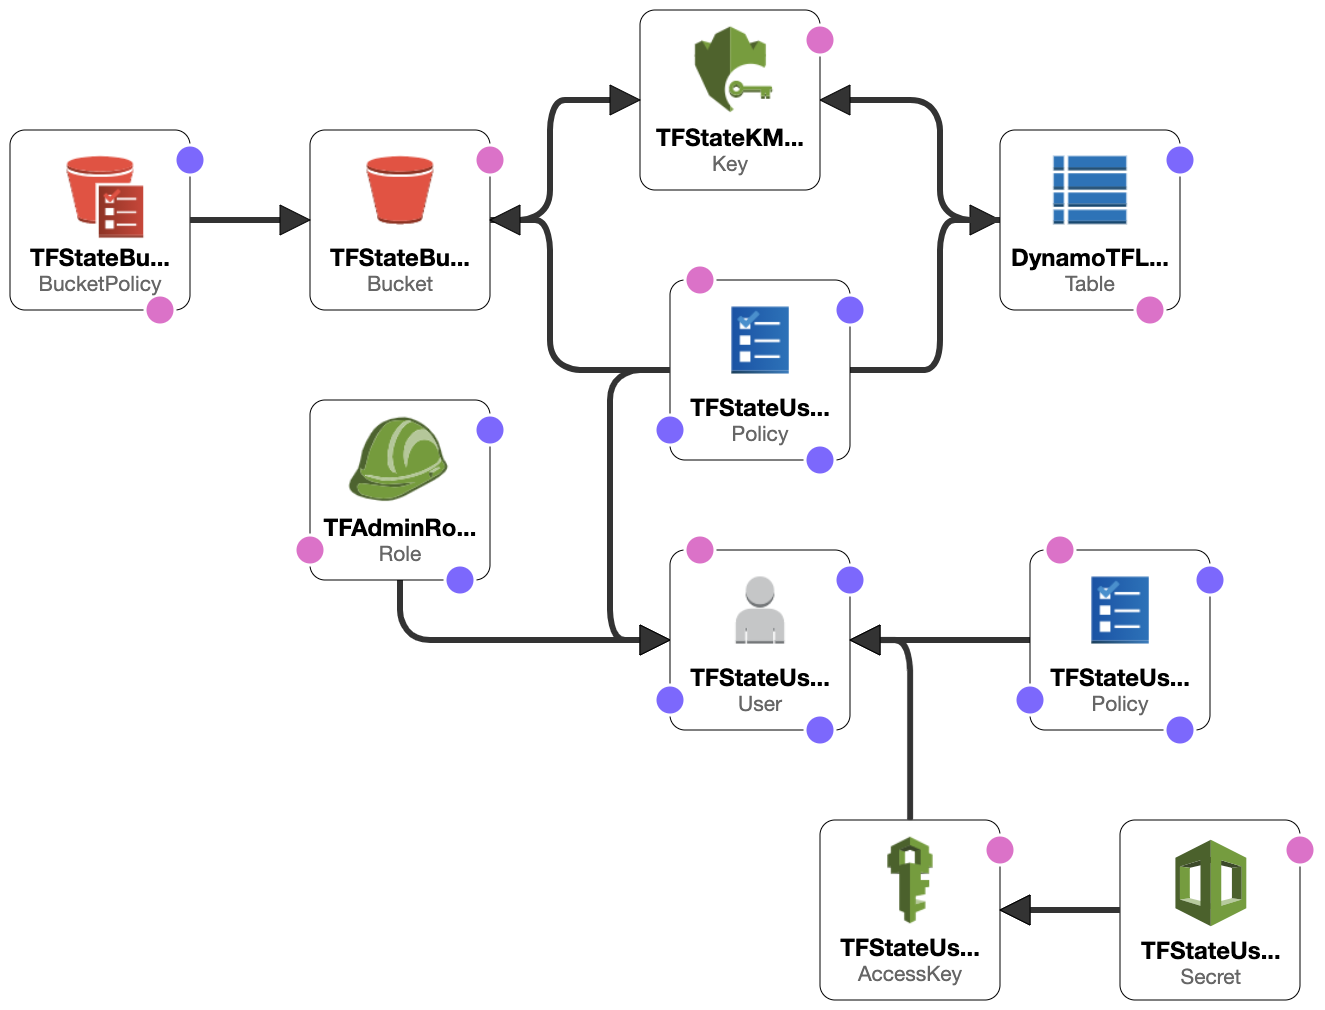 TFStateKM...
Key
TFStateBu...
BucketPolicy
TFStateBu...
Bucket
DynamoTFL...
Table
TFStateUs...
Policy
TFAdminRo...
Role
TFStateUs...
User
TFStateUs...
Policy
TFStateUs...
AccessKey
TFStateUs...
Secret